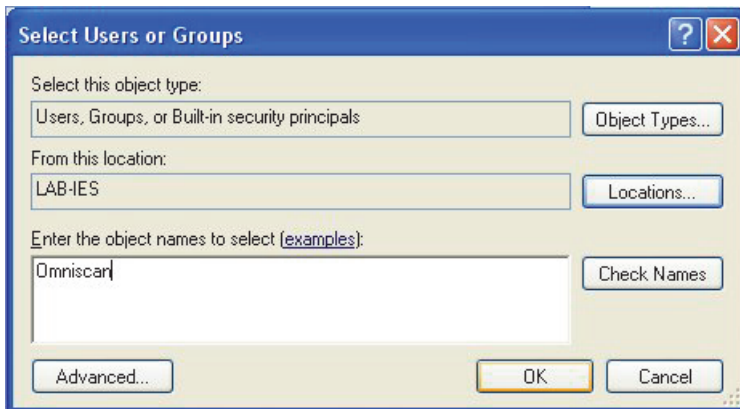 Select Users or Groups
Select this object type:
Users, Groups, or Built-in security principals
Object Types...
From this location:
LAB-IES
Locations...
Enter the object names to select (examples):
Omniscan
Check Names
Advanced...
OK
Cancel